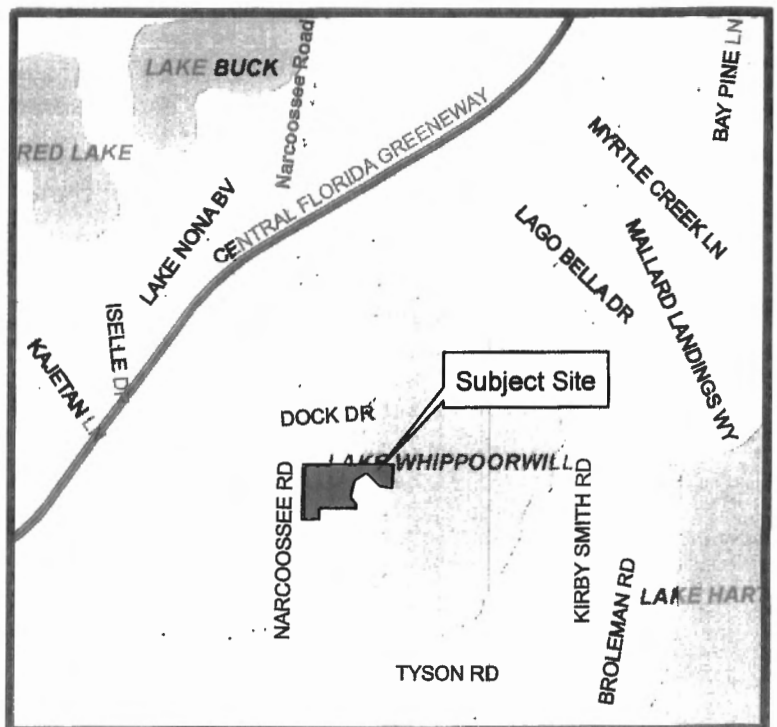 LAKE BUCK
Narcoossee Road
BAY PINE LN
RED LAKE
CENTRAL FLORIDA GREENEWAY
MYRTLE CREEK LN
LAKE NONA BV
LAGO BELLA DR
MALLARD LANDINGS WY
ISELLE DR
KAJETAN LN
Subject Site
DOCK DR
LAKE WHIPPOORWILL
NARCOOSSEE RD
KIRBY SMITH RD
BROLEMAN RD
LAKE HART
TYSON RD